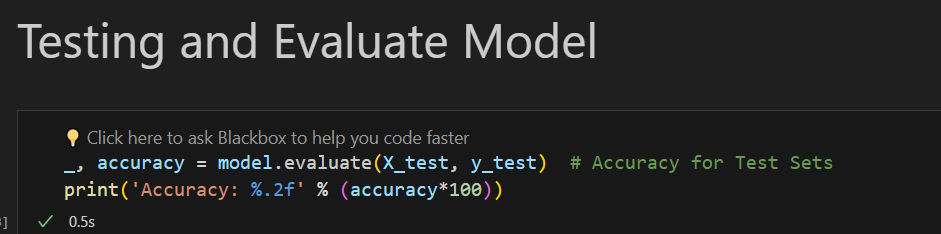 Testing and Evaluate Model
Click here to ask Blackbox to help you code faster
_, accuracy = model.evaluate(X_test, y_test)  # Accuracy for Test Sets
print('Accuracy: %.2f' % (accuracy*100))
]
0.5s